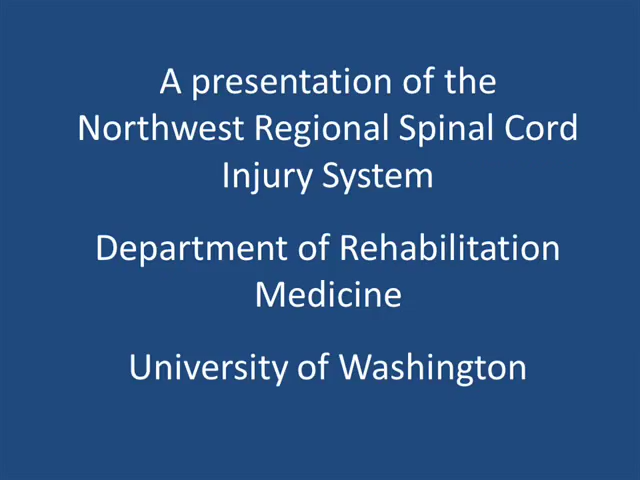 A presentation of the
Northwest Regional Spinal Cord
Injury System
Department of Rehabilitation
Medicine
University of Washington